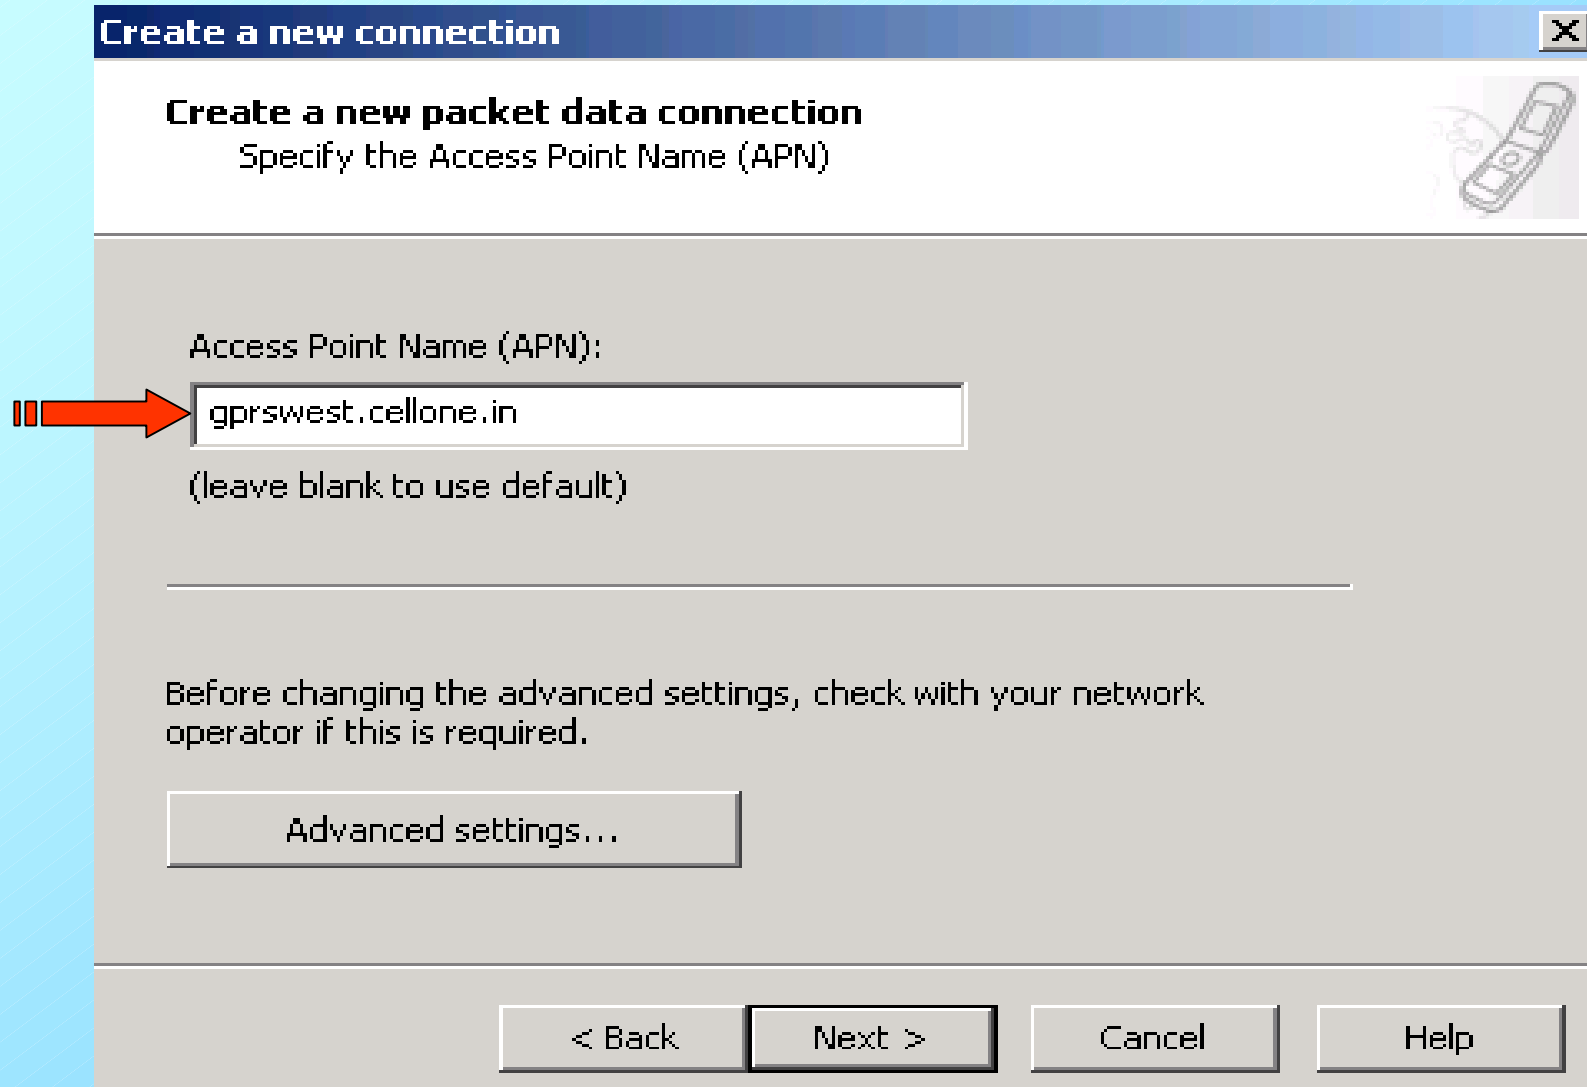 Create a new connection
Create a new packet data connection
Specify the Access Point Name (APN)
Access Point Name (APN):
gprswest.cellone.in
(leave blank to use default)
Before changing the advanced settings, check with your network
operator if this is required.
Advanced settings...
< Back Next > Cancel Help